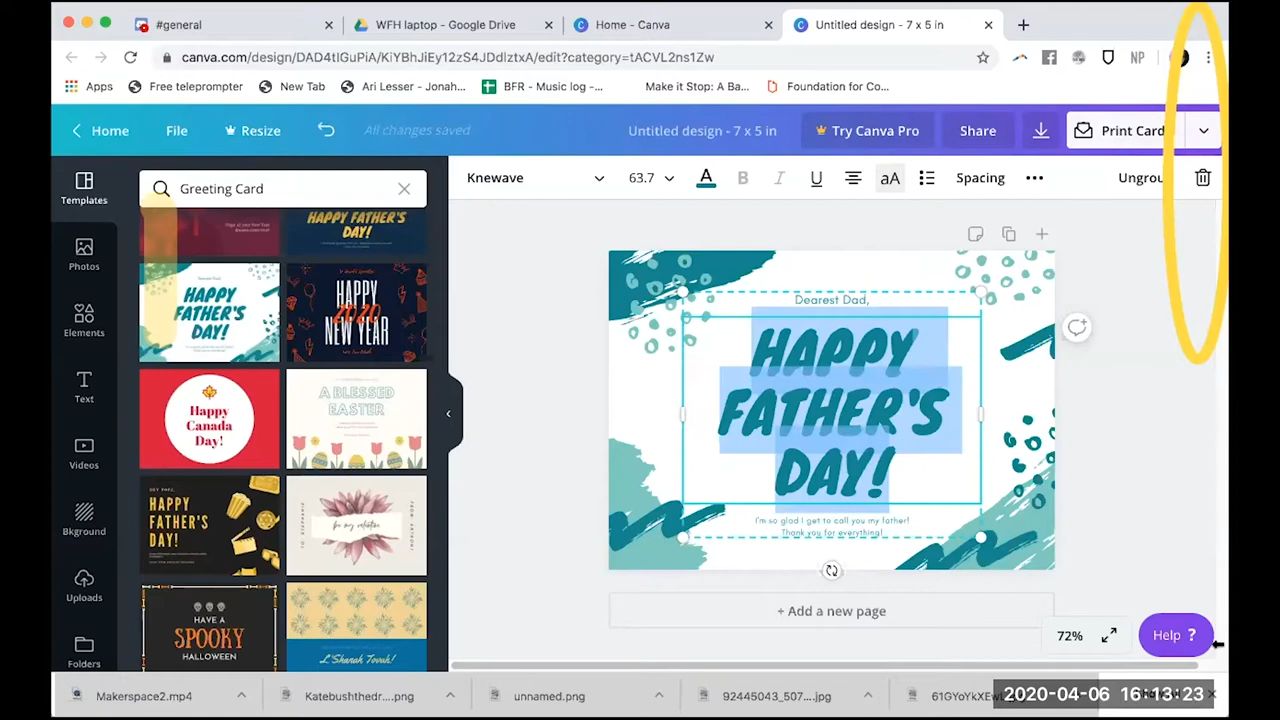 #general
WFH laptop - Google Drive
Home - Canva
Untitled design - 7 x 5 in
canva.com/design/DAD4tIGuPiA/KiYBhJiEy12zS4JDdIztxA/edit?category=tACVL2ns1Zw
NP
Apps
Free teleprompter
New Tab
Ari Lesser - Jonah...
BFR - Music log -...
Make it Stop: A Ba...
Foundation for Co...
Home
File
Resize
All changes saved
Untitled design - 7 x 5 in
Try Canva Pro
Share
Print Card
Templates
Greeting Card
Knewave
63.7
A
B
I
U
aA
Spacing
Ungrou
Photos
Elements
Text
Videos
Bkground
Uploads
Folders
HAPPY FATHER'S
DAY!
HAPPY
FATHER'S
DAY!
HAPPY
2020
NEW YEAR
Happy
Canada
Day!
A BLESSED
EASTER
HAPPY
FATHER'S
DAY!
be my valentine
HAVE A
SPOOKY
HALLOWEEN
L'Shanah Tovah!
Dearest Dad,
HAPPY
FATHER'S
DAY!
I'm so glad I get to call you my father!
Thank you for everything!
+ Add a new page
72%
Help ?
Makerspace2.mp4
Katebushthedr....png
unnamed.png
92445043_507....jpg
2020-04-06 16:13:23